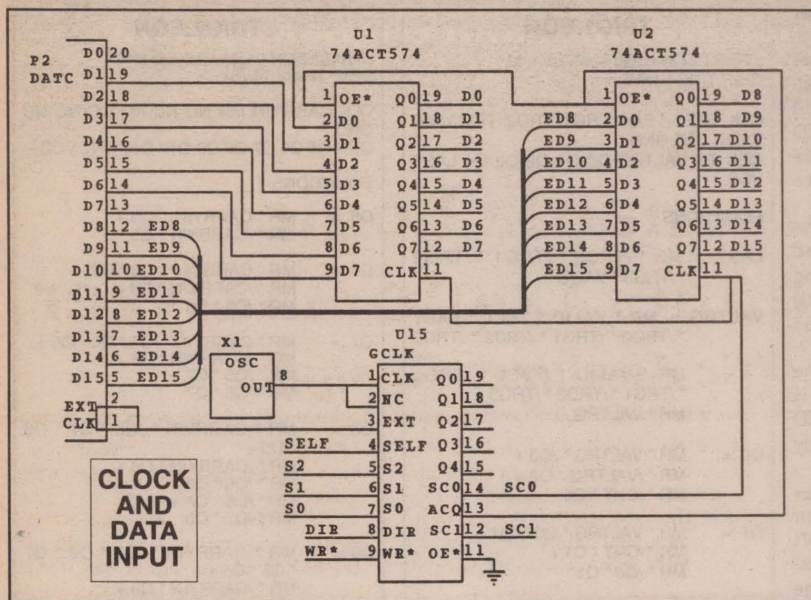 P2
DATC
D0 20
D1 19
D2 18
D3 17
D4 16
D5 15
D6 14
D7 13
D8 12 ED8
D9 11 ED9
D10 10 ED10
D11 9 ED11
D12 8 ED12
D13 7 ED13
D14 6 ED14
D15 5 ED15
EXT 2
CLK
U1
74ACT574
1 OE* Q0 19 D0
2 D0 Q1 18 D1
3 D1 Q2 17 D2
4 D2 Q3 16 D3
5 D3 Q4 15 D4
6 D4 Q5 14 D5
7 D5 Q6 13 D6
8 D6 Q7 12 D7
9 D7 CLK 11
U2
74ACT574
1 OE* Q0 19 D8
ED8 2 D0 Q1 18 D9
ED9 3 D1 Q2 17 D10
ED10 4 D2 Q3 16 D11
ED11 5 D3 Q4 15 D12
ED12 6 D4 Q5 14 D13
ED13 7 D5 Q6 13 D14
ED14 8 D6 Q7 12 D15
ED15 9 D7 CLK 11
X1
OSC
OUT 8
U15
GCLK
1 CLK Q0 19
2 NC Q1 18
3 EXT Q2 17
SELF 4 SELF Q3 16
S2 5 S2 Q4 15
S1 6 S1 SC0 14 SC0
S0 7 S0 ACQ 13
DIR 8 DIR SC1 12 SC1
WR* 9 WR* OE* 11
CLOCK
AND
DATA
INPUT